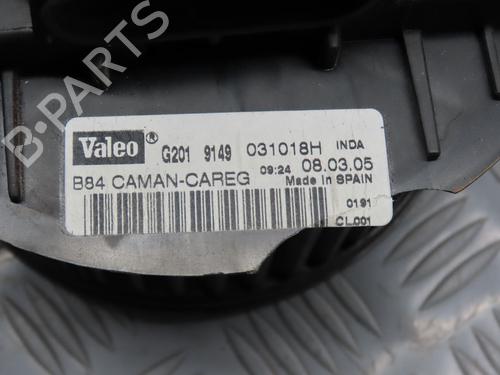 Valeo® G201 9149 031018H INDA
B84 CAMAN-CAREG 09:24 08.03.05
Made in SPAIN
0191
CL001
B-PARTS